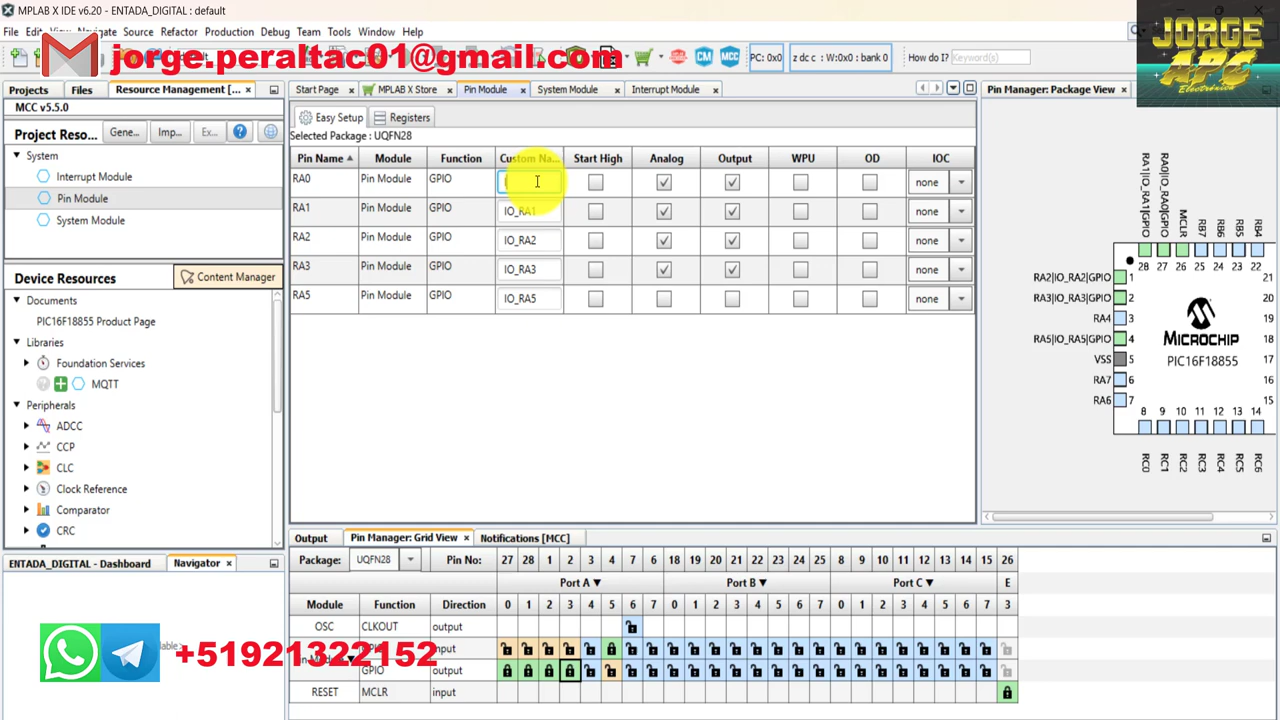 MPLAB X IDE v6.20 - ENTADA_DIGITAL : default
File Edit View Navigate Source Refactor Production Debug Team Tools Window Help
jorge.peraltac01@gmail.com
PC: 0x0
z dc c : W:0x0 : bank 0
How do I?
Keyword(s)
JORGE
APC
Electrónica
Projects Files Resource Management [...
MCC v5.5.0
Project Reso... Gene... Imp... Ex...
System
Interrupt Module
Pin Module
System Module
Device Resources Content Manager
Documents
PIC16F18855 Product Page
Libraries
Foundation Services
MQTT
Peripherals
ADCC
CCP
CLC
Clock Reference
Comparator
CRC
ENTADA_DIGITAL - Dashboard Navigator
+51921322152
Start Page MPLAB X Store Pin Module System Module Interrupt Module
Easy Setup Registers
Selected Package : UQFN28
Pin Name Module Function Custom Na... Start High Analog Output WPU OD IOC
RA0 Pin Module GPIO none
RA1 Pin Module GPIO IO_RA1 none
RA2 Pin Module GPIO IO_RA2 none
RA3 Pin Module GPIO IO_RA3 none
RA5 Pin Module GPIO IO_RA5 none
Pin Manager: Package View
RA1|IO_RA1|GPIO
RA0|IO_RA0|GPIO
MCLR
RB7
RB6
RB5
RB4
28 27 26 25 24 23 22
RA2|IO_RA2|GPIO 1 21
RA3|IO_RA3|GPIO 2 20
RA4 3 19
RA5|IO_RA5|GPIO 4 18
VSS 5 17
RA7 6 16
RA6 7 15
MICROCHIP
PIC16F18855
8 9 10 11 12 13 14
RC0 RC1 RC2 RC3 RC4 RC5 RC6
Output Pin Manager: Grid View Notifications [MCC]
Package: UQFN28 Pin No: 27 28 1 2 3 4 7 6 18 19 20 21 22 23 24 25 8 9 10 11 12 13 14 15 26
Port A Port B Port C E
Module Function Direction 0 1 2 3 4 5 6 7 0 1 2 3 4 5 6 7 0 1 2 3 4 5 6 7 3
OSC CLKOUT output
input
GPIO output
RESET MCLR input